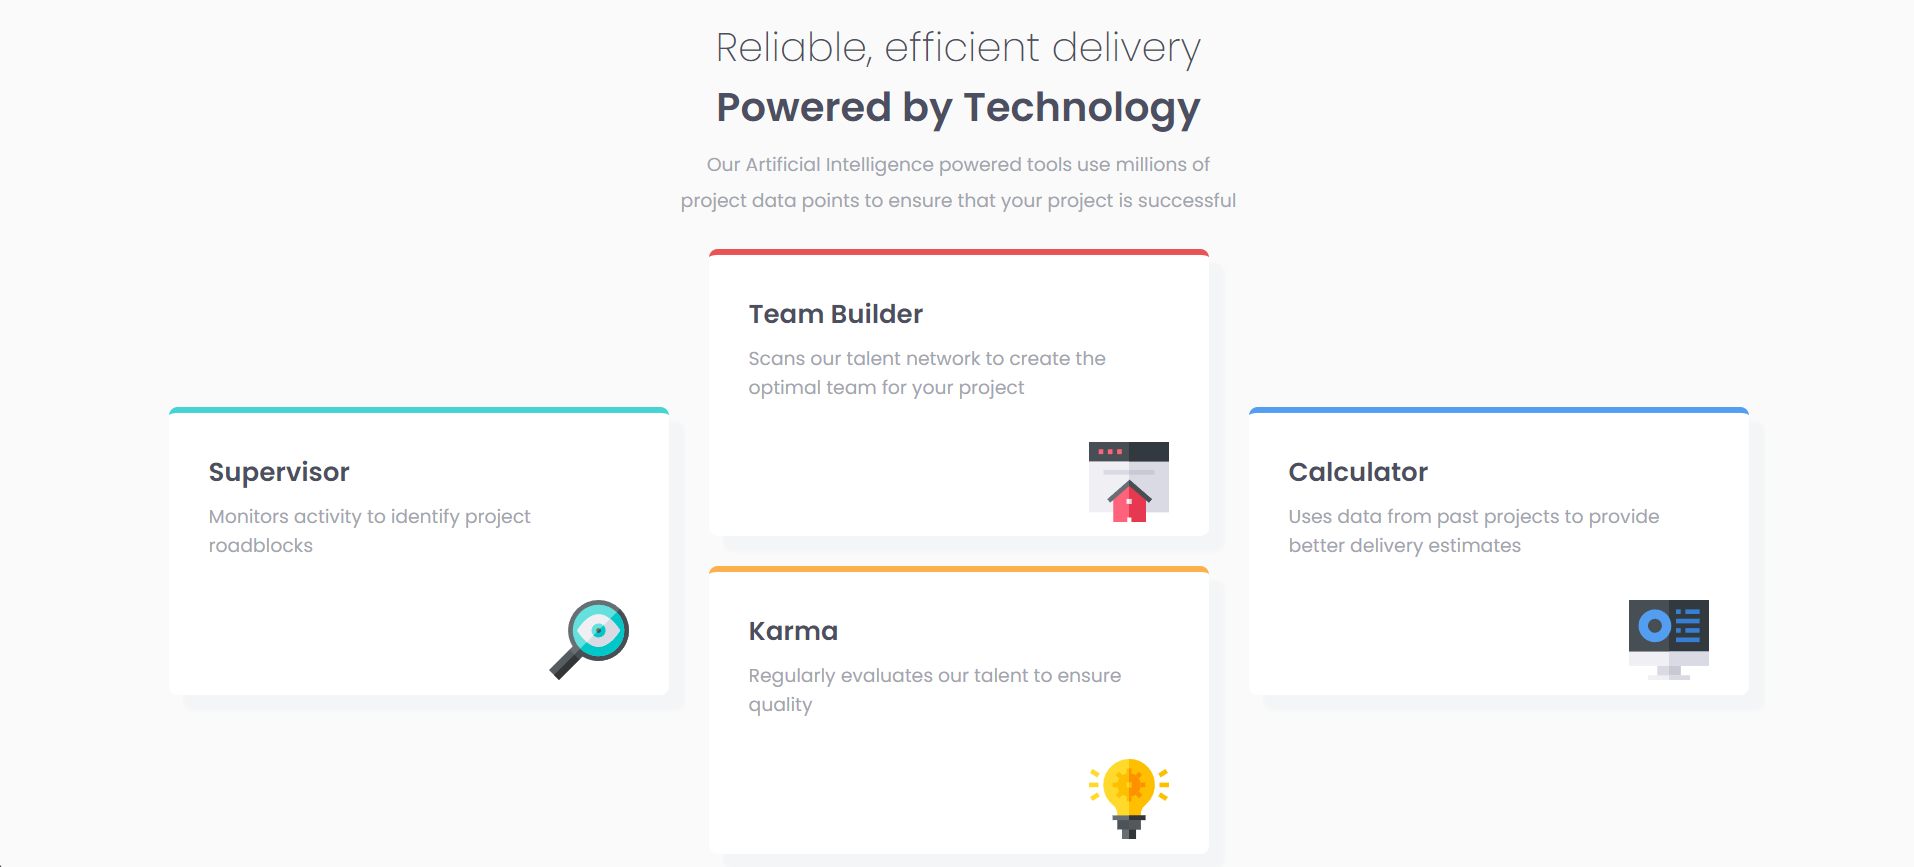 Reliable, efficient delivery
Powered by Technology
Our Artificial Intelligence powered tools use millions of
project data points to ensure that your project is successful
Supervisor
Monitors activity to identify project
roadblocks
Team Builder
Scans our talent network to create the
optimal team for your project
Karma
Regularly evaluates our talent to ensure
quality
Calculator
Uses data from past projects to provide
better delivery estimates